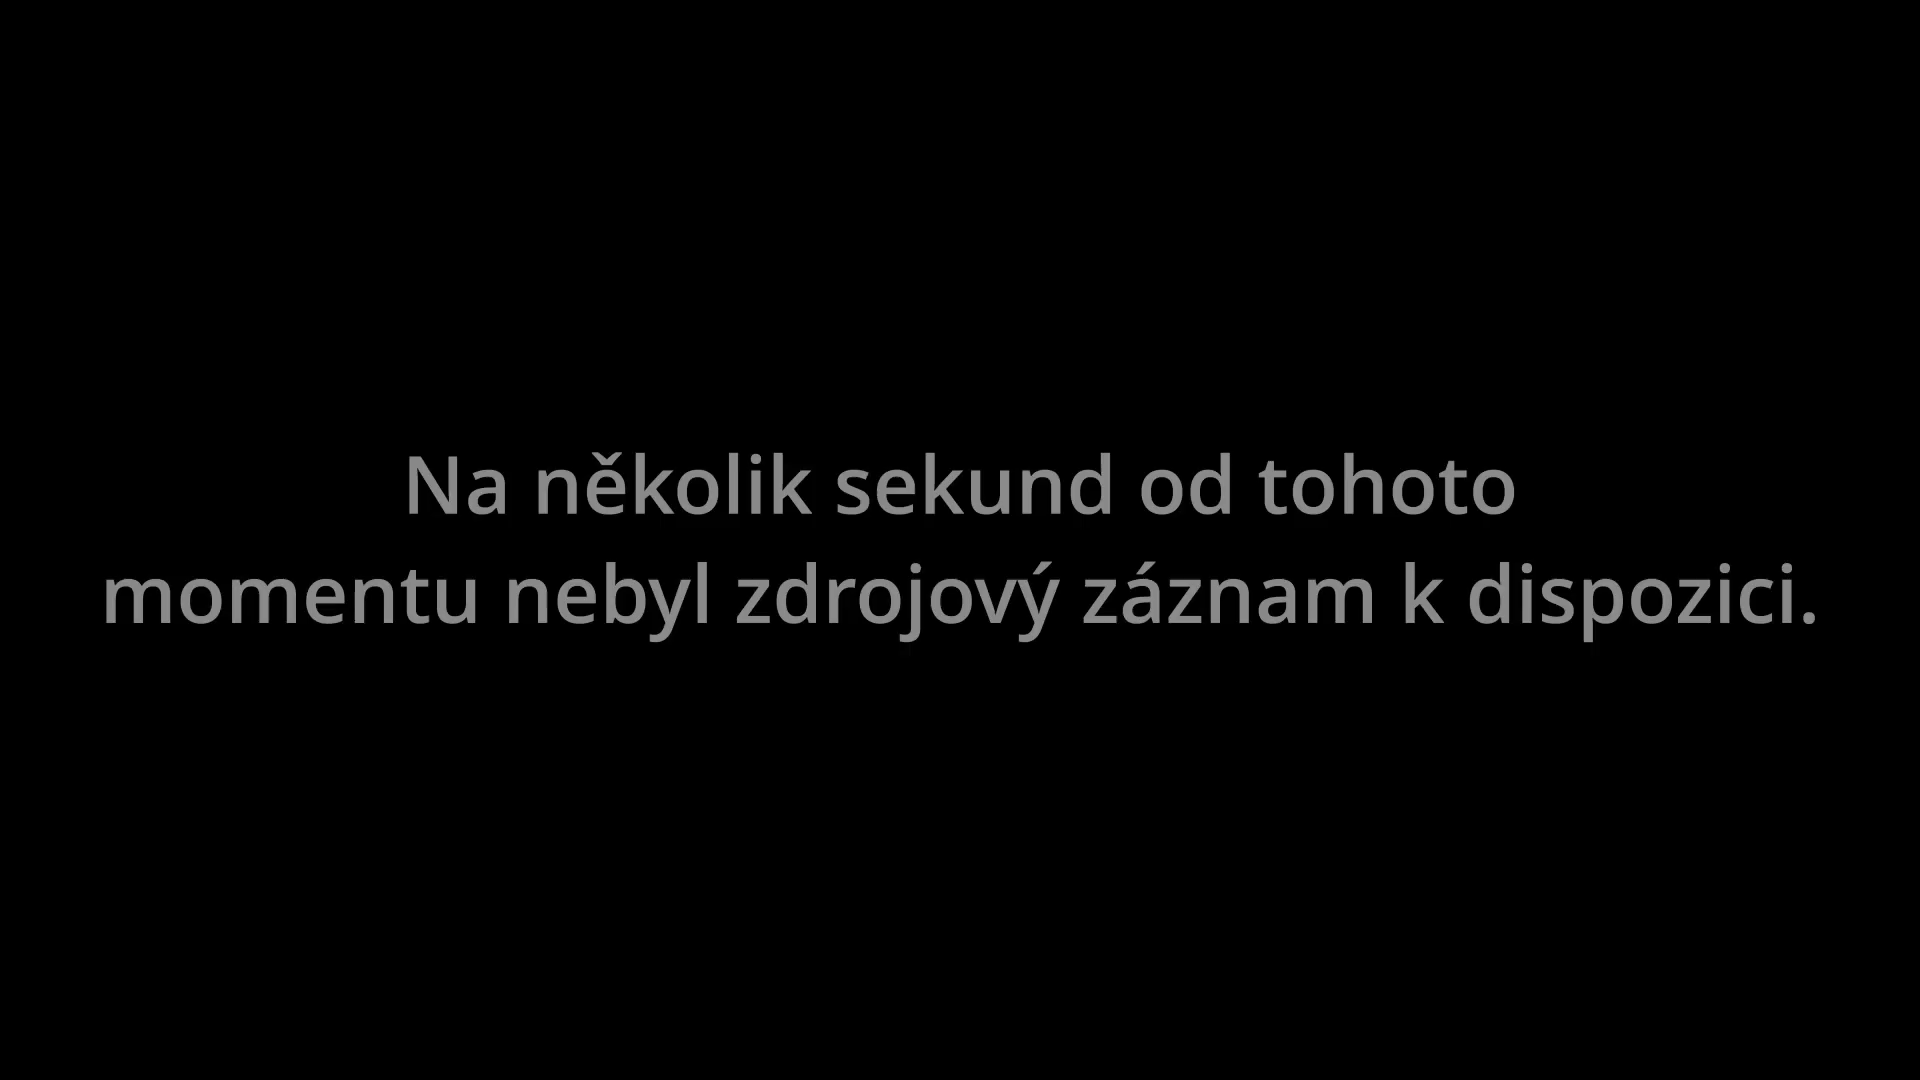 Na několik sekund od tohoto
momentu nebyl zdrojový záznam k dispozici.